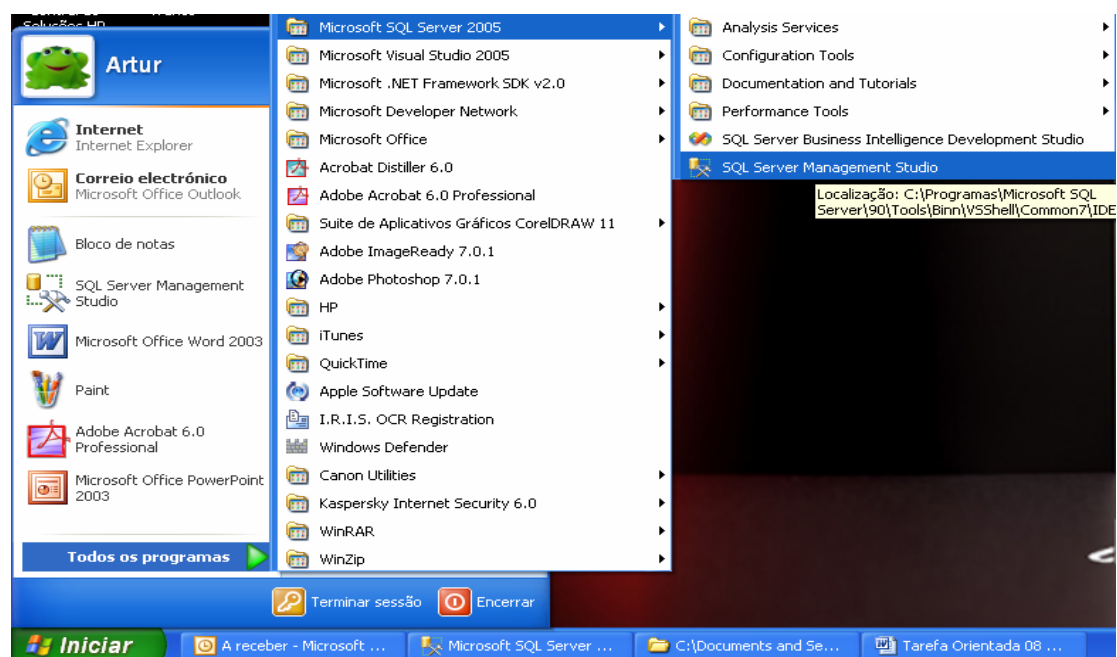 Soluções HP
Artur
Internet
Internet Explorer
Correio electrónico
Microsoft Office Outlook
Bloco de notas
SQL Server Management
Studio
Microsoft Office Word 2003
Paint
Adobe Acrobat 6.0
Professional
Microsoft Office PowerPoint
2003
Todos os programas
Microsoft SQL Server 2005
Microsoft Visual Studio 2005
Microsoft .NET Framework SDK v2.0
Microsoft Developer Network
Microsoft Office
Acrobat Distiller 6.0
Adobe Acrobat 6.0 Professional
Suite de Aplicativos Gráficos CorelDRAW 11
Adobe ImageReady 7.0.1
Adobe Photoshop 7.0.1
HP
iTunes
QuickTime
Apple Software Update
I.R.I.S. OCR Registration
Windows Defender
Canon Utilities
Kaspersky Internet Security 6.0
WinRAR
WinZip
Analysis Services
Configuration Tools
Documentation and Tutorials
Performance Tools
SQL Server Business Intelligence Development Studio
SQL Server Management Studio
Localização: C:\Programas\Microsoft SQL
Server\90\Tools\Binn\VSShell\Common7\IDE
Terminar sessão
Encerrar
Iniciar
A receber - Microsoft ...
Microsoft SQL Server ...
C:\Documents and Se...
Tarefa Orientada 08 ...